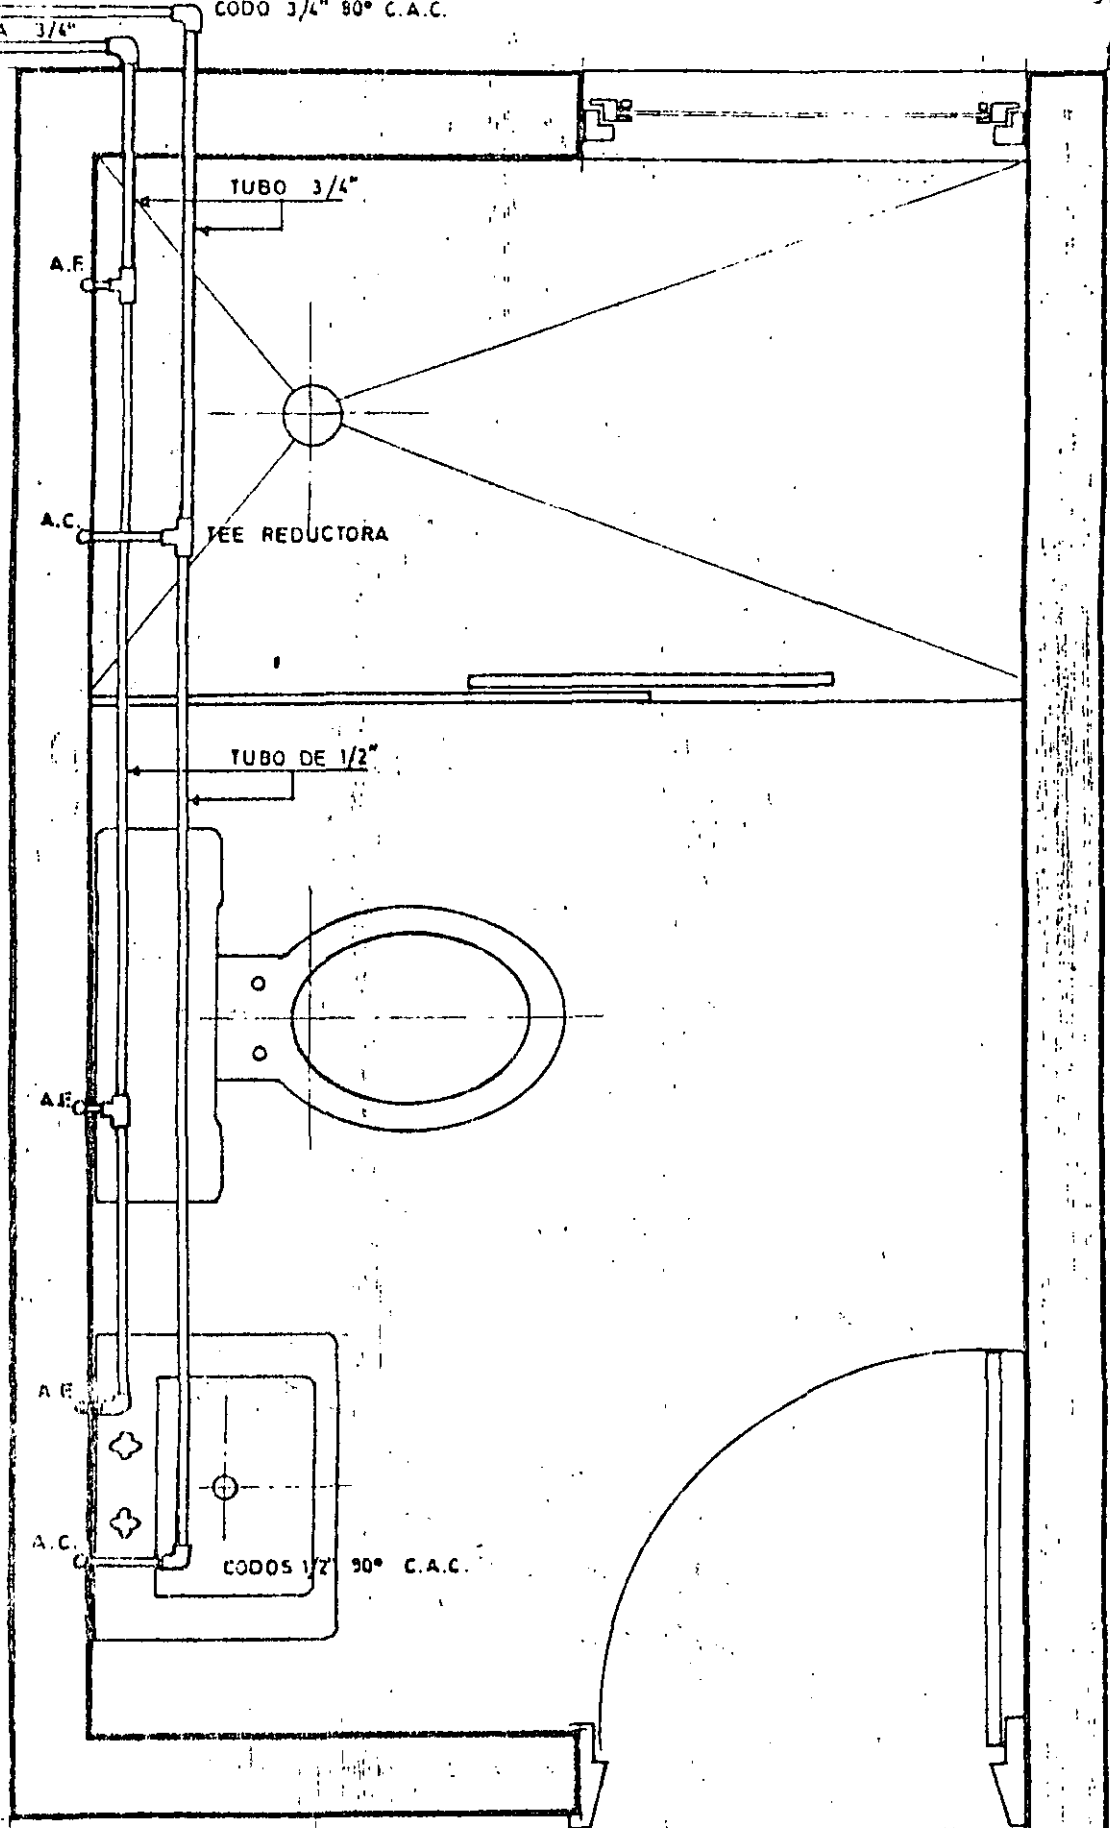 CODO 3/4" 90° C.A.C.
A 3/4"
TUBO 3/4"
A.F.
A.C.
TEE REDUCTORA
TUBO DE 1/2"
A.F.
A F.
A.C.
CODOS 1/2" 90° C.A.C.